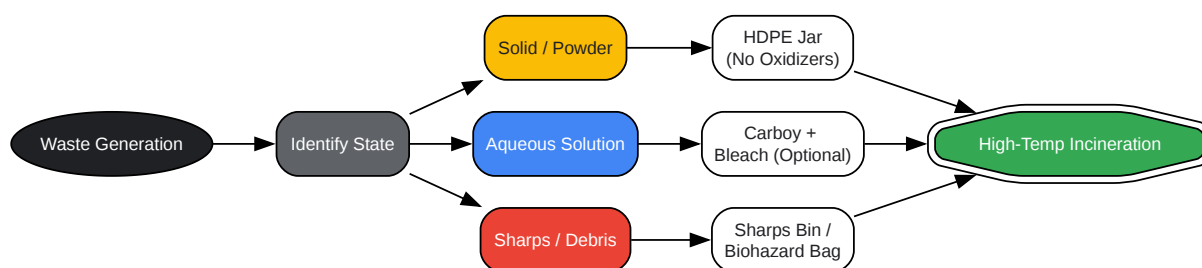 Waste Generation
Identify State
Solid / Powder
HDPE Jar
(No Oxidizers)
Aqueous Solution
Carboy +
Bleach (Optional)
Sharps / Debris
Sharps Bin /
Biohazard Bag
High-Temp Incineration